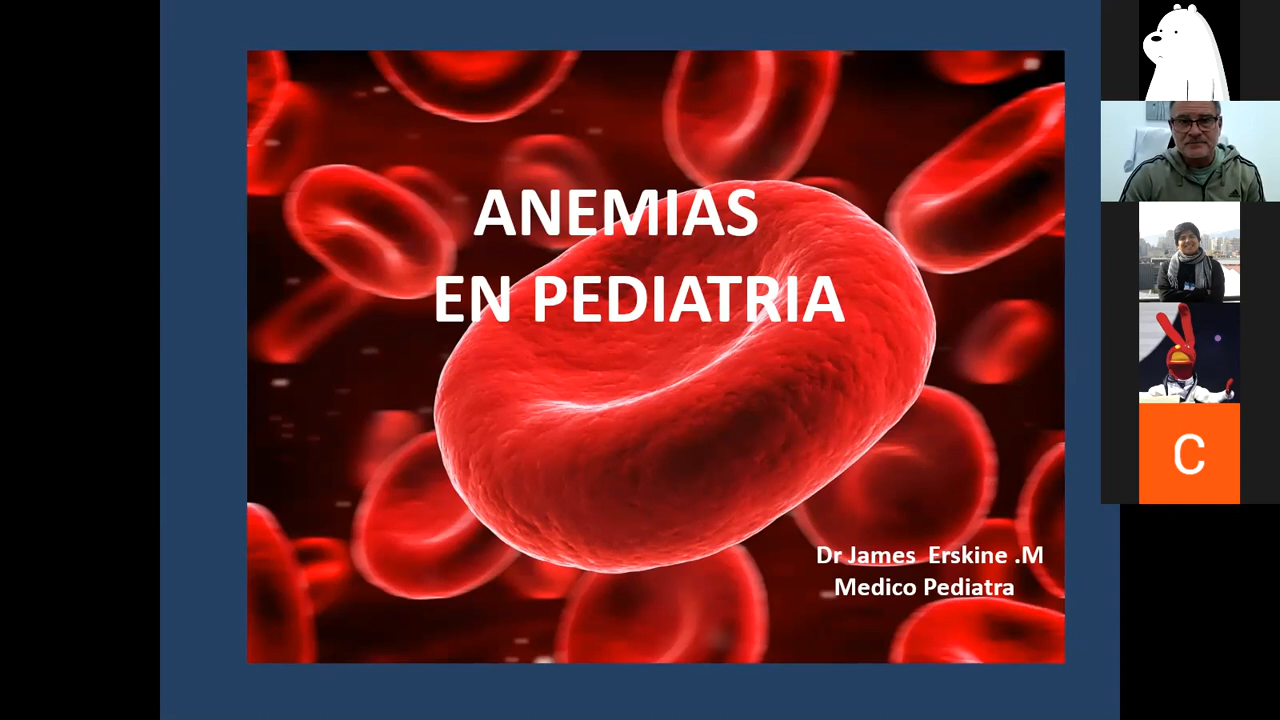 ANEMIAS
EN PEDIATRIA
Dr James Erskine .M
Medico Pediatra
C